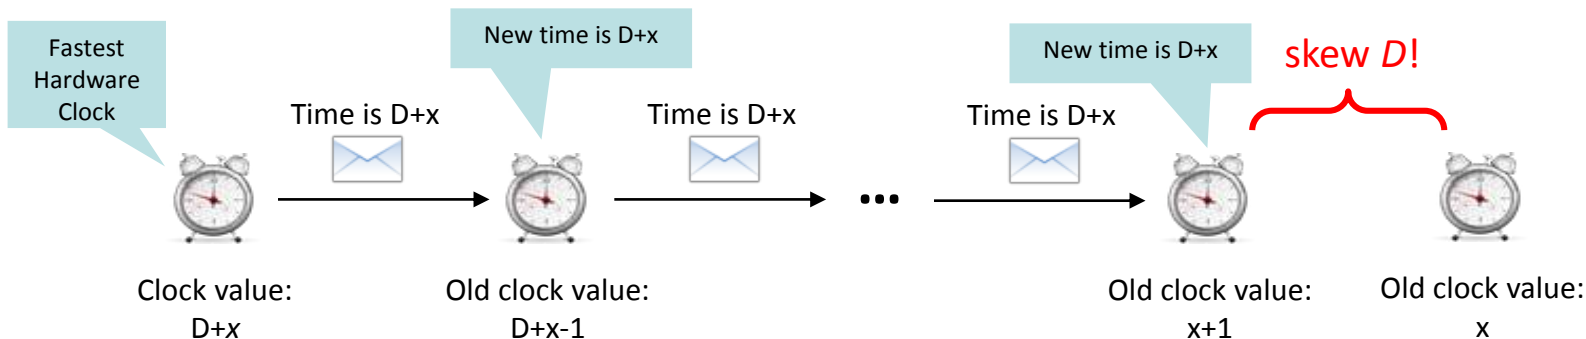 Fastest
Hardware
Clock
New time is D+x
New time is D+x
skew D!
Time is D+x
Time is D+x
Time is D+x
...
Clock value:
D+x
Old clock value:
D+x-1
Old clock value:
x+1
Old clock value:
x